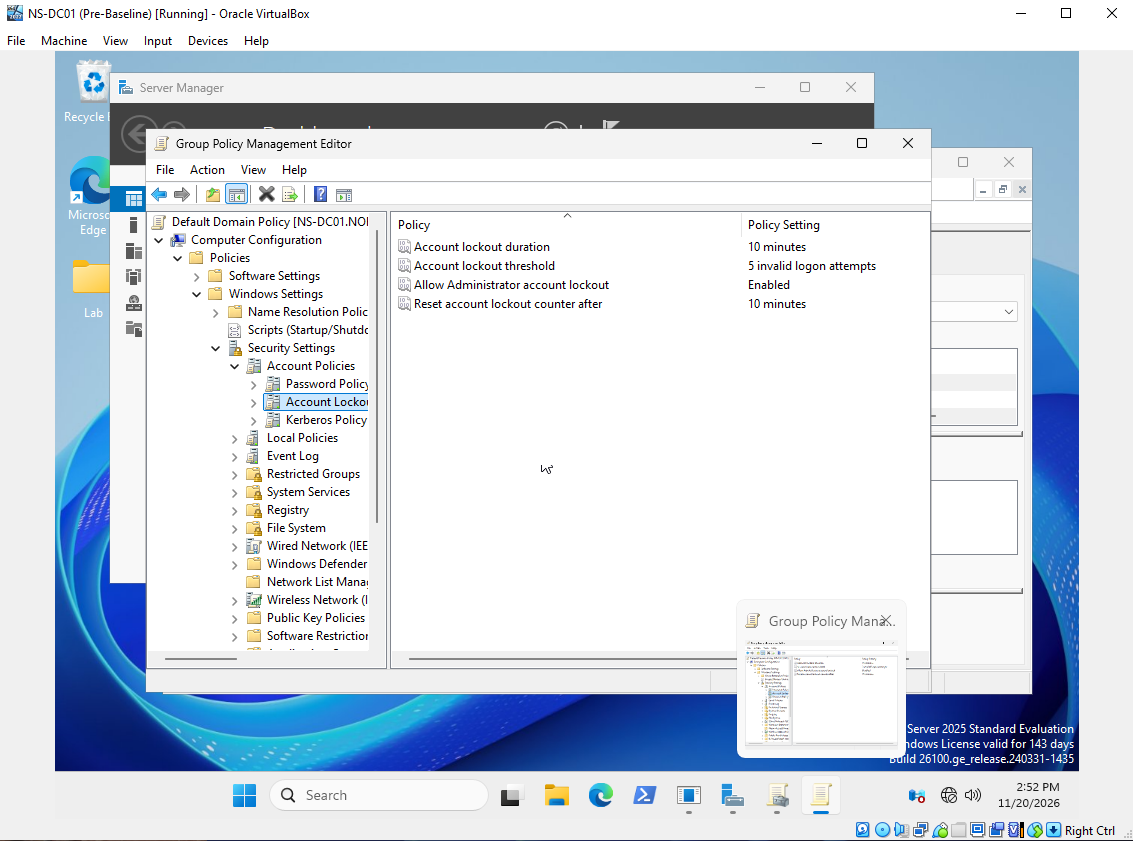 NS-DC01 (Pre-Baseline) [Running] - Oracle VirtualBox
File Machine View Input Devices Help
Recycle
Server Manager
Group Policy Management Editor
File Action View Help
Microso
Edge
Lab
Default Domain Policy [NS-DC01.NOI
Computer Configuration
Policies
Software Settings
Windows Settings
Name Resolution Polic
Scripts (Startup/Shutdo
Security Settings
Account Policies
Password Policy
Account Lockou
Kerberos Policy
Local Policies
Event Log
Restricted Groups
System Services
Registry
File System
Wired Network (IEE
Windows Defender
Network List Mana
Wireless Network (I
Public Key Policies
Software Restriction
Policy Policy Setting
Account lockout duration 10 minutes
Account lockout threshold 5 invalid logon attempts
Allow Administrator account lockout Enabled
Reset account lockout counter after 10 minutes
Group Policy Mana...
Server 2025 Standard Evaluation
ndows License valid for 143 days
Build 26100.ge_release.240331-1435
Search
2:52 PM
11/20/2026
Right Ctrl